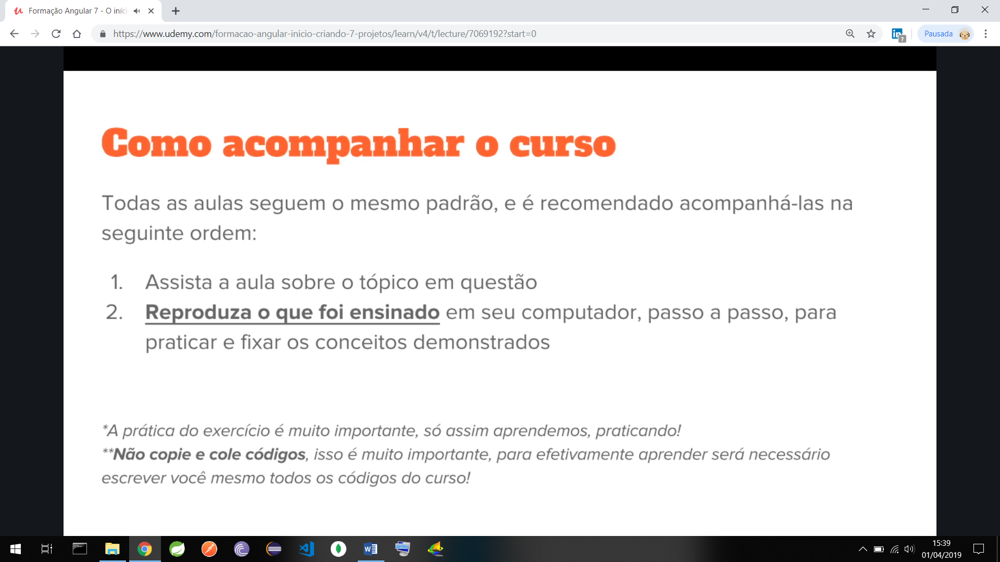 Formação Angular 7 - O iníc
https://www.udemy.com/formacao-angular-inicio-criando-7-projetos/learn/v4/t/lecture/7069192?start=0
Pausada
Como acompanhar o curso
Todas as aulas seguem o mesmo padrão, e é recomendado acompanhá-las na
seguinte ordem:
1. Assista a aula sobre o tópico em questão
2. Reproduza o que foi ensinado em seu computador, passo a passo, para
praticar e fixar os conceitos demonstrados
*A prática do exercício é muito importante, só assim aprendemos, praticando!
**Não copie e cole códigos, isso é muito importante, para efetivamente aprender será necessário
escrever você mesmo todos os códigos do curso!
15:39
01/04/2019